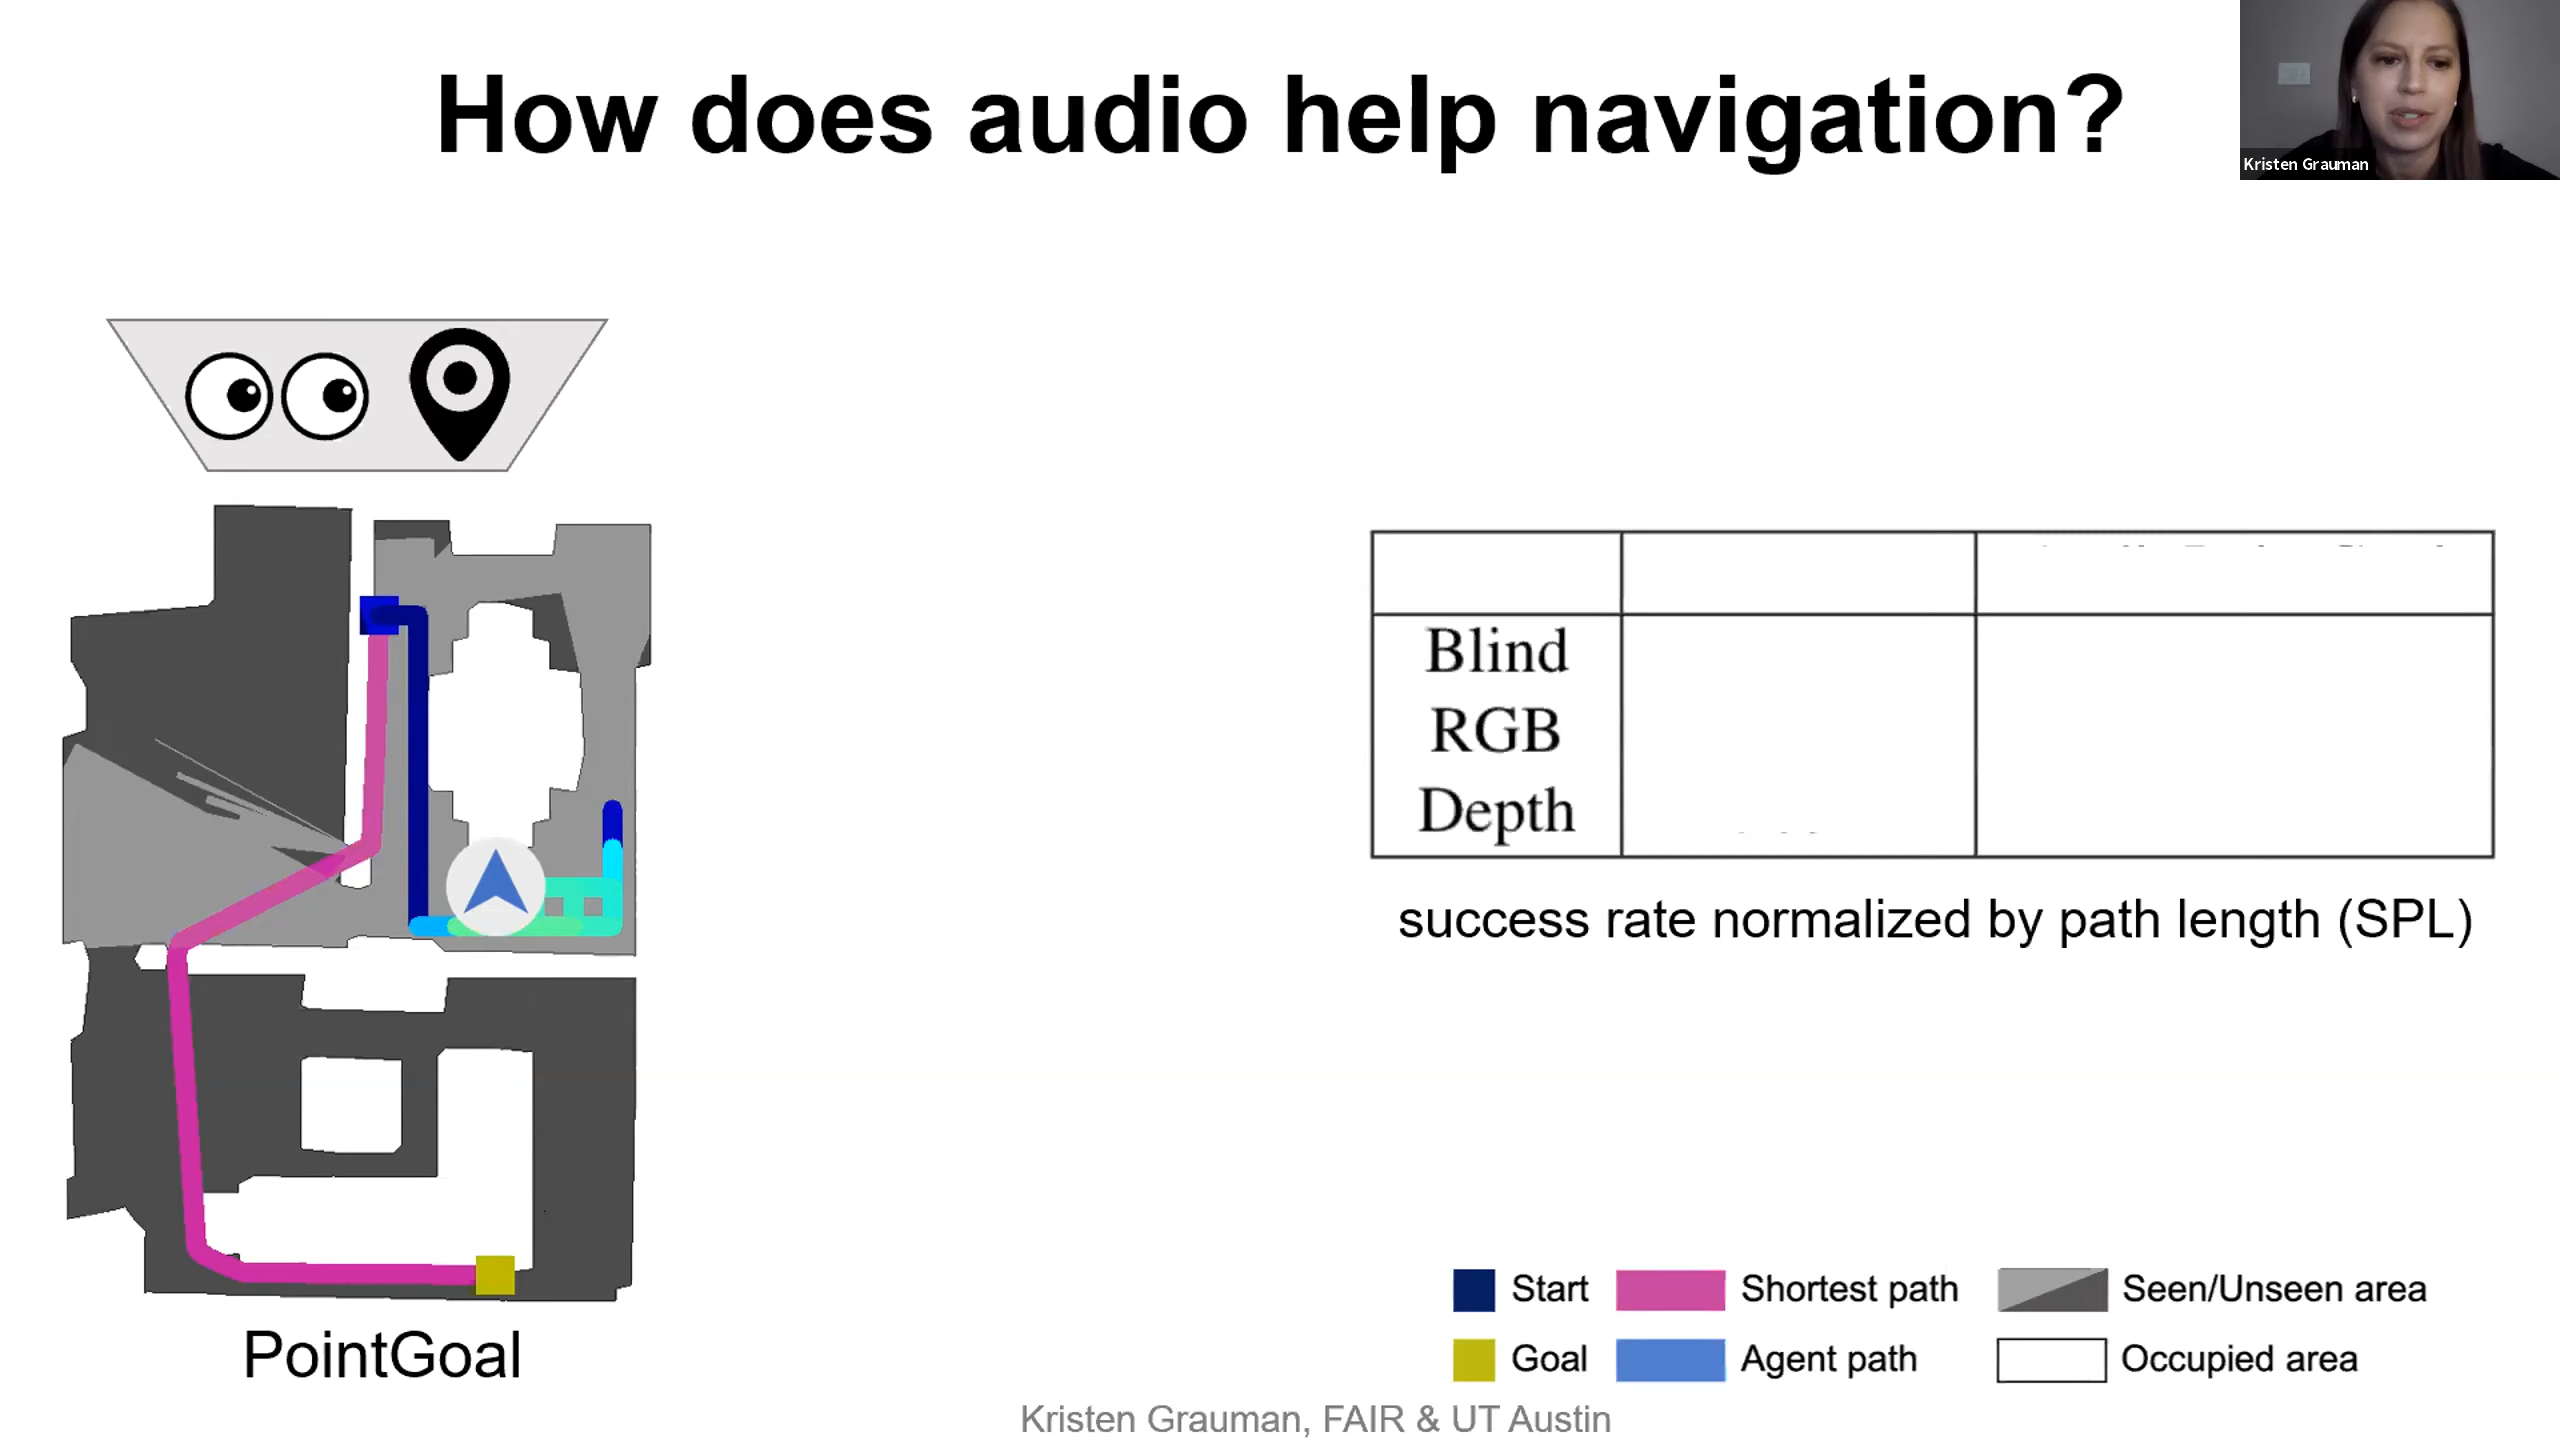 How does audio help navigation?
Kristen Grauman
Blind
RGB
Depth
success rate normalized by path length (SPL)
Start
Shortest path
Seen/Unseen area
Goal
Agent path
Occupied area
PointGoal
Kristen Grauman, FAIR & UT Austin